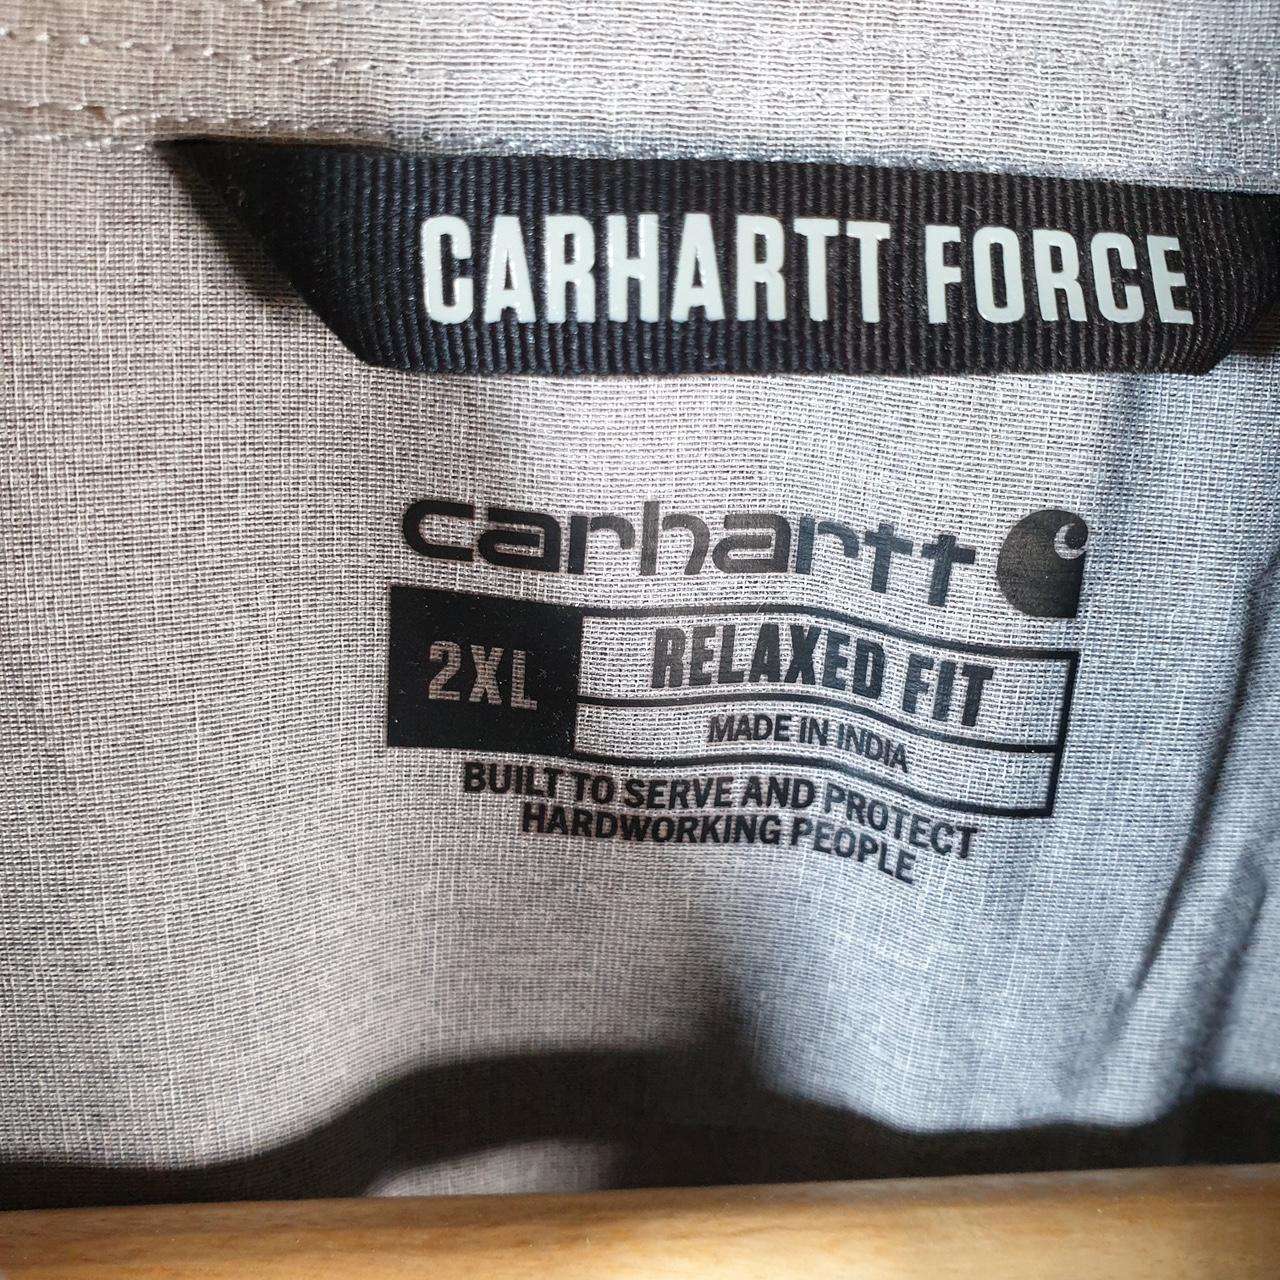 CARHARTT FORCE
carhartt
2XL
RELAXED FIT
MADE IN INDIA
BUILT TO SERVE AND PROTECT
HARDWORKING PEOPLE